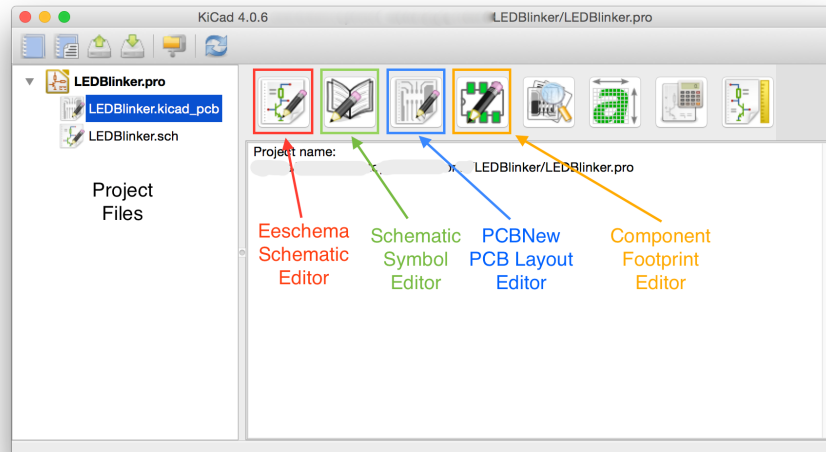 KiCad 4.0.6 LEDBlinker/LEDBlinker.pro
LEDBlinker.pro
LEDBlinker.kicad_pcb
LEDBlinker.sch
Project
Files
a
Project name:
LEDBlinker/LEDBlinker.pro
Eeschema
Schematic
Editor
Schematic
Symbol
Editor
PCBNew
PCB Layout
Editor
Component
Footprint
Editor